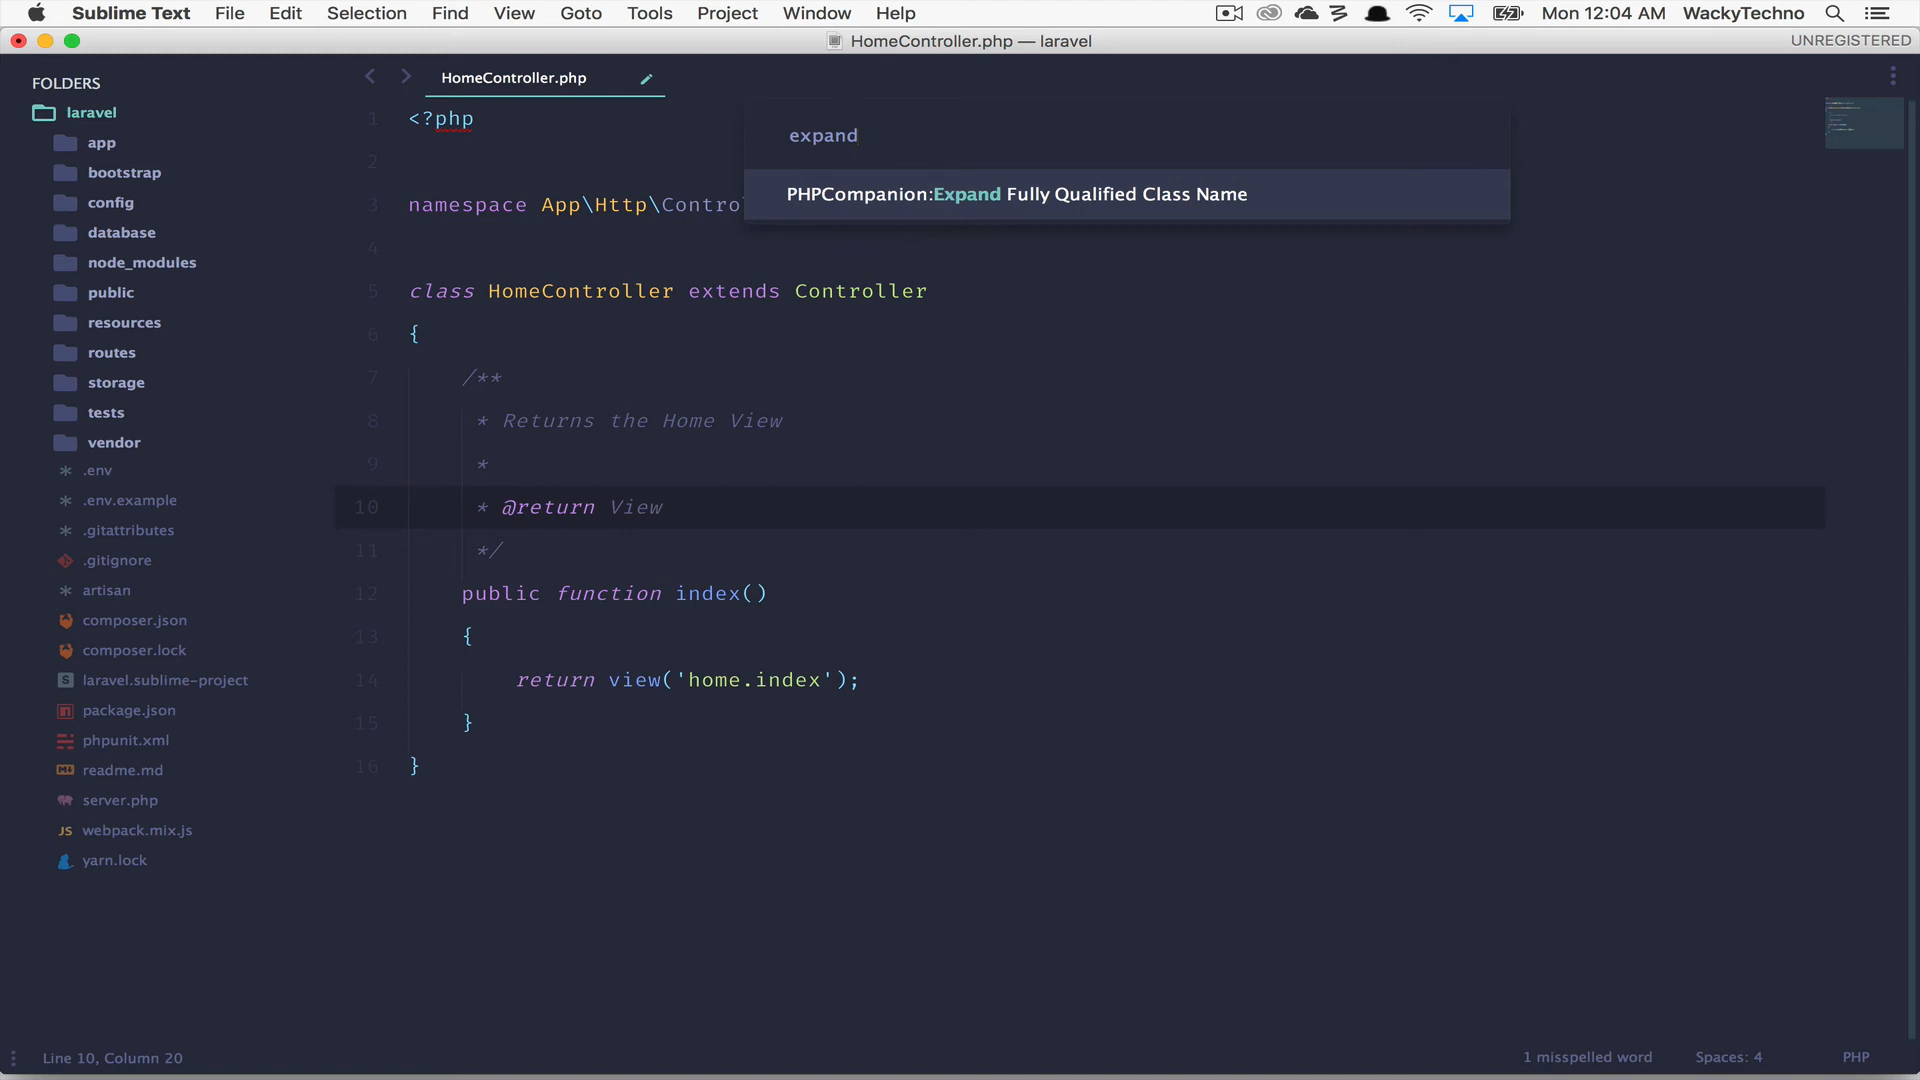 Sublime Text File Edit Selection Find View Goto Tools Project Window Help Mon 12:04 AM WackyTechno
HomeController.php — laravel UNREGISTERED
FOLDERS
laravel
app
bootstrap
config
database
node_modules
public
resources
routes
storage
tests
vendor
.env
.env.example
.gitattributes
.gitignore
artisan
composer.json
composer.lock
laravel.sublime-project
package.json
phpunit.xml
readme.md
server.php
JS webpack.mix.js
yarn.lock
HomeController.php
expand
PHPCompanion:Expand Fully Qualified Class Name
1 <?php
2
3 namespace App\Http\Contro
4
5 class HomeController extends Controller
6 {
7 /**
8 * Returns the Home View
9 *
10 * @return View
11 */
12 public function index()
13 {
14 return view('home.index');
15 }
16 }
Line 10, Column 20 1 misspelled word Spaces: 4 PHP